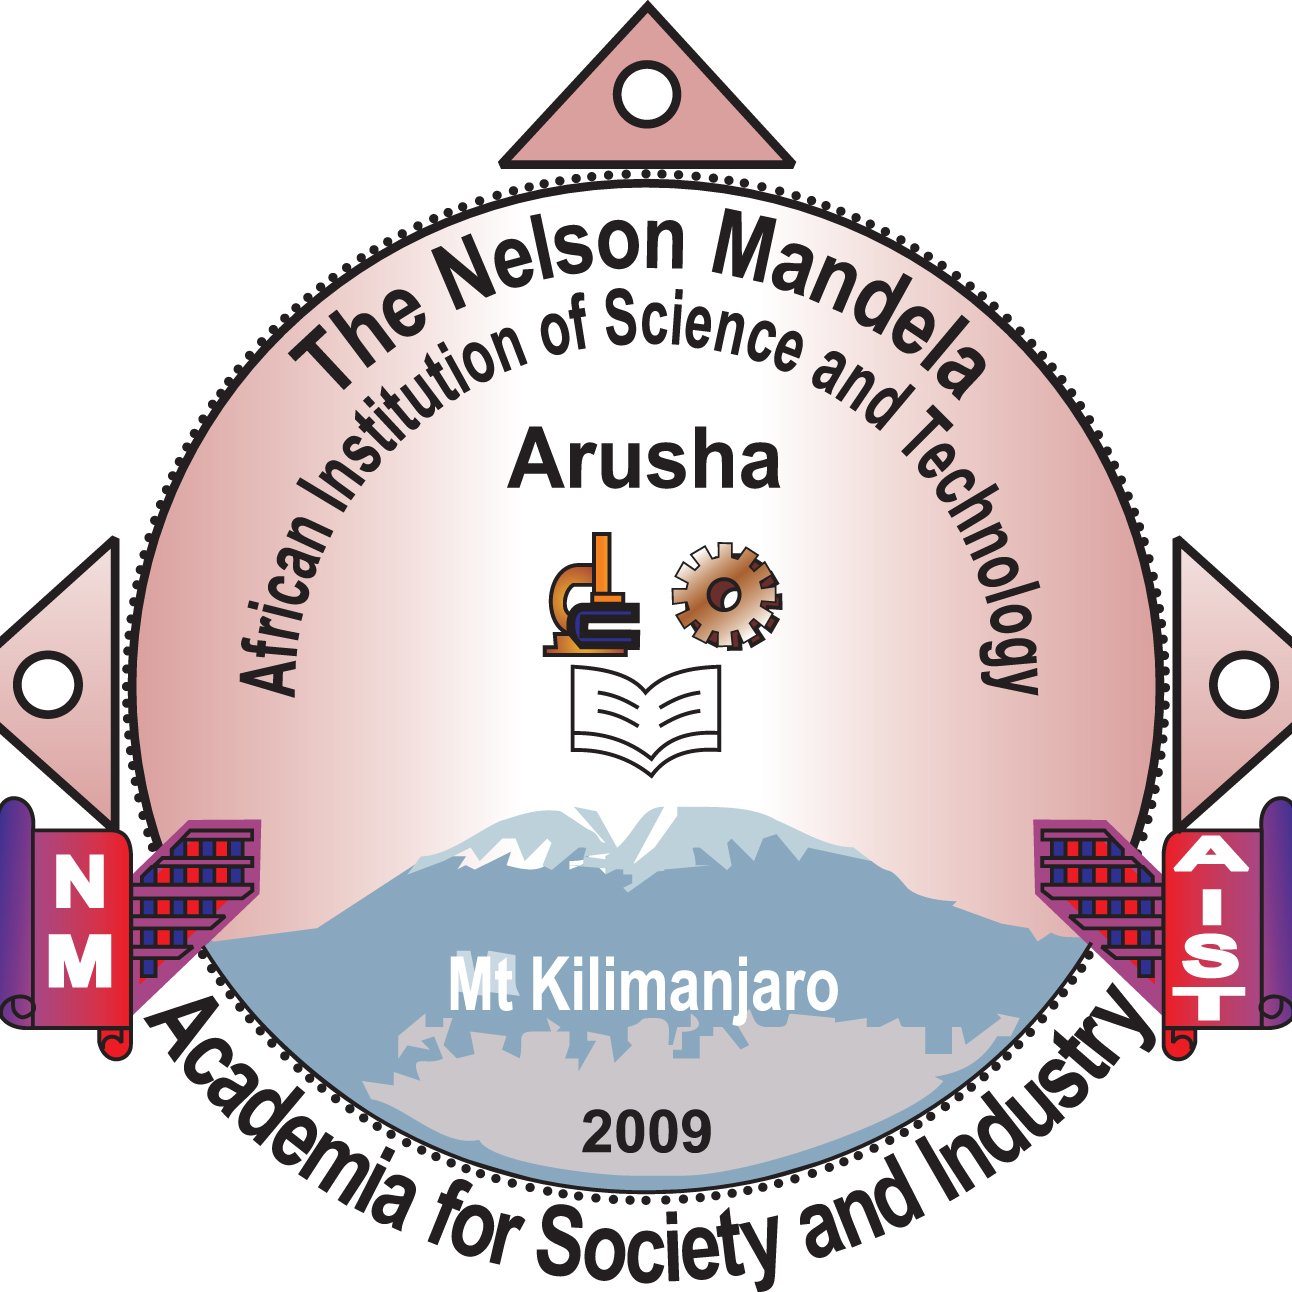 The Nelson Mandela
African Institution of Science and Technology
Arusha
NM
AIST
Mt Kilimanjaro
2009
Academia for Society and Industry